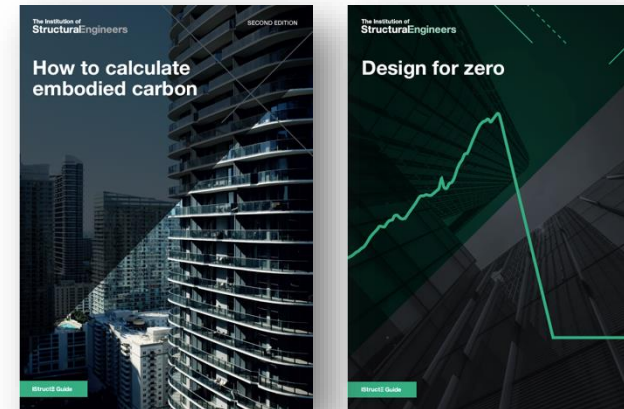 The Institution of
StructuralEngineers
SECOND EDITION
How to calculate
embodied carbon
IStructE Guide
The Institution of
StructuralEngineers
Design for zero
IStructE Guide